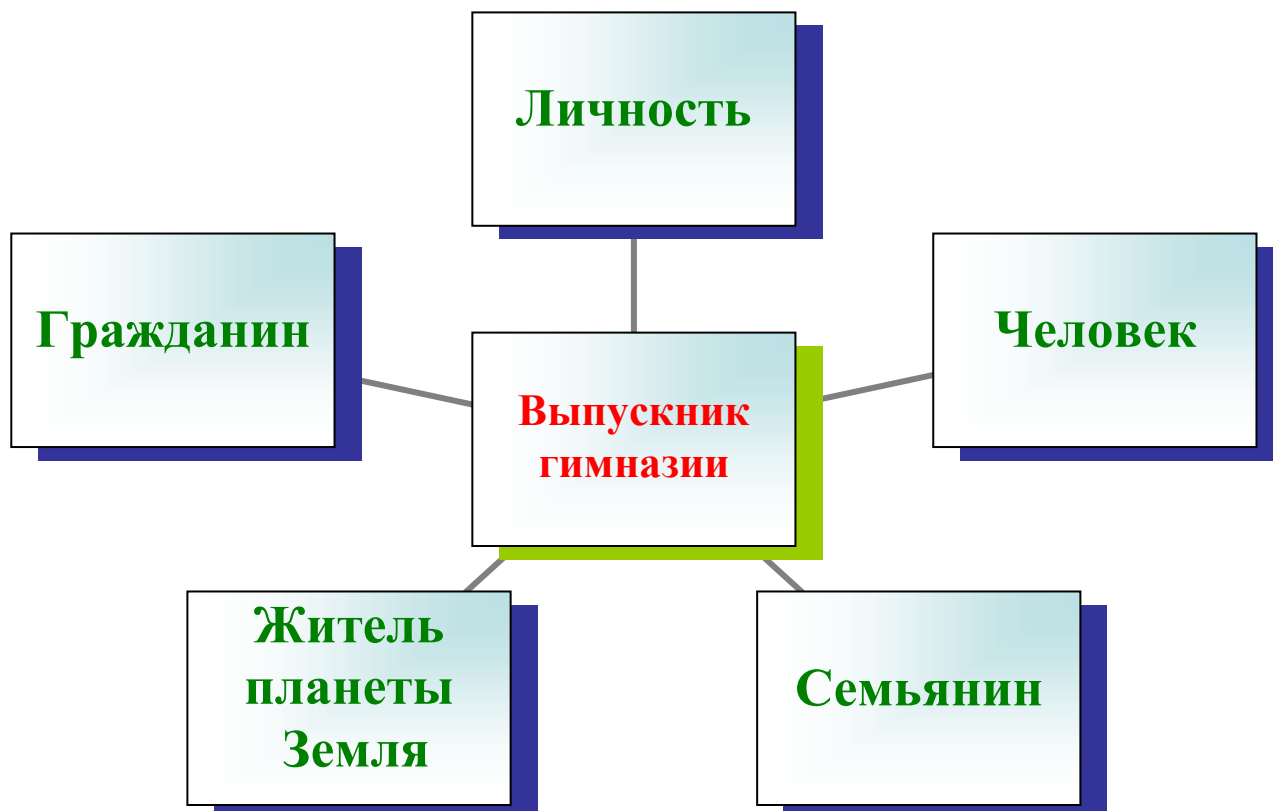 Личность
Гражданин
Человек
Выпускник
гимназии
Житель
планеты
Земля
Семьянин